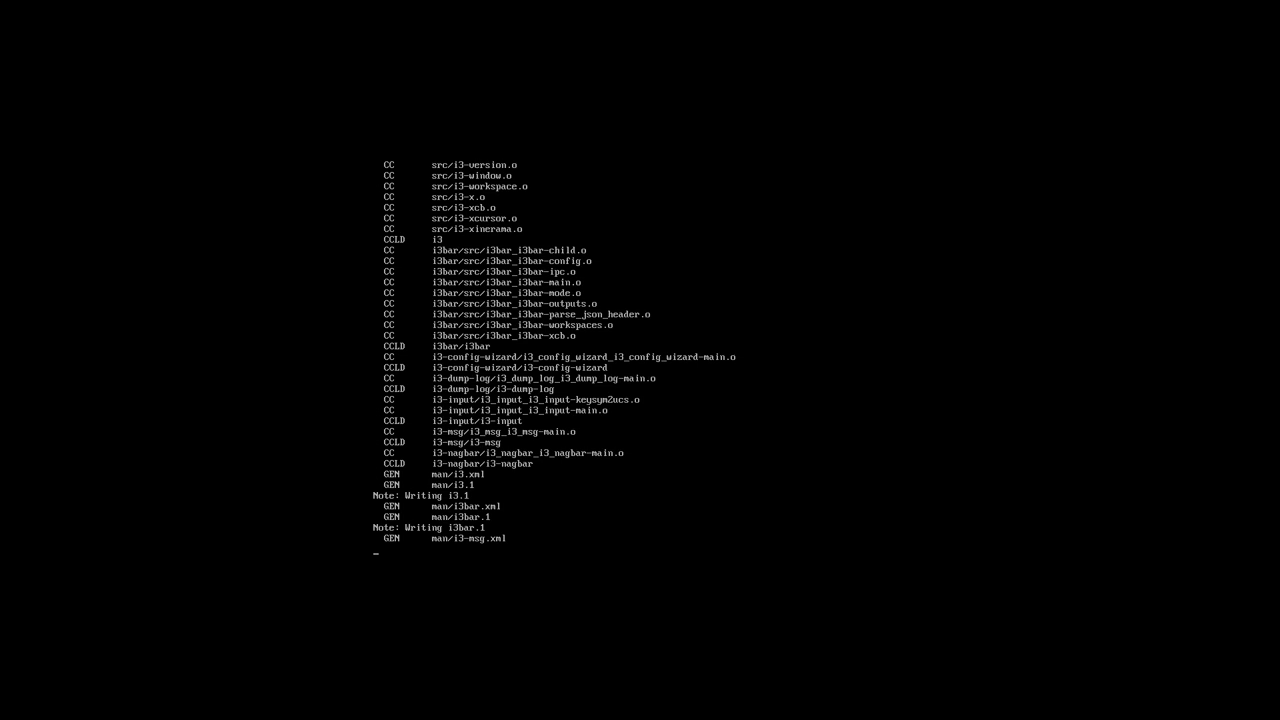 CC src/i3-version.o
CC src/i3-window.o
CC src/i3-workspace.o
CC src/i3-x.o
CC src/i3-xcb.o
CC src/i3-xcursor.o
CC src/i3-xinerama.o
CCLD i3
CC i3bar/src/i3bar_i3bar-child.o
CC i3bar/src/i3bar_i3bar-config.o
CC i3bar/src/i3bar_i3bar-ipc.o
CC i3bar/src/i3bar_i3bar-main.o
CC i3bar/src/i3bar_i3bar-mode.o
CC i3bar/src/i3bar_i3bar-outputs.o
CC i3bar/src/i3bar_i3bar-parse_json_header.o
CC i3bar/src/i3bar_i3bar-workspaces.o
CC i3bar/src/i3bar_i3bar-xcb.o
CCLD i3bar/i3bar
CC i3-config-wizard/i3_config_wizard_i3_config_wizard-main.o
CCLD i3-config-wizard/i3-config-wizard
CC i3-dump-log/i3_dump_log_i3_dump_log-main.o
CCLD i3-dump-log/i3-dump-log
CC i3-input/i3_input_i3_input-keysym2ucs.o
CC i3-input/i3_input_i3_input-main.o
CCLD i3-input/i3-input
CC i3-msg/i3_msg_i3_msg-main.o
CCLD i3-msg/i3-msg
CC i3-nagbar/i3_nagbar_i3_nagbar-main.o
CCLD i3-nagbar/i3-nagbar
GEN man/i3.xml
GEN man/i3.1
Note: Writing i3.1
GEN man/i3bar.xml
GEN man/i3bar.1
Note: Writing i3bar.1
GEN man/i3-msg.xml